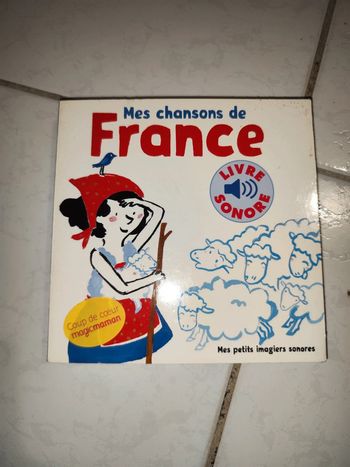 Mes chansons de
France
LIVRE
SONORE
Coup de cœur
magicmaman
Mes petits imagiers sonores